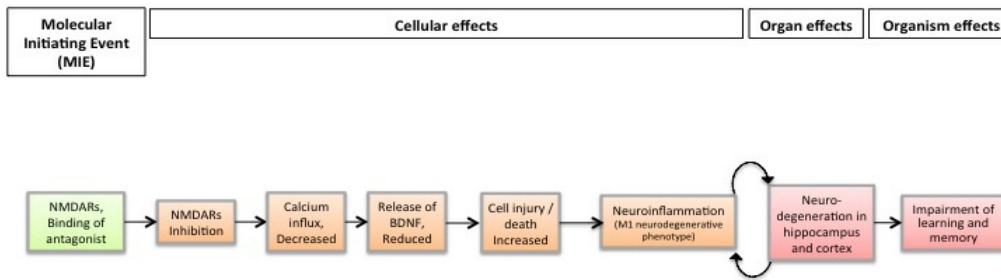 Molecular
Initiating Event
(MIE)
Cellular effects
Organ effects
Organism effects
NMDARs,
Binding of
antagonist
NMDARs
Inhibition
Calcium
influx,
Decreased
Release of
BDNF,
Reduced
Cell injury /
death
Increased
Neuroinflammation
(M1 neurodegenerative
phenotype)
Neuro-
degeneration in
hippocampus
and cortex
Impairment of
learning and
memory